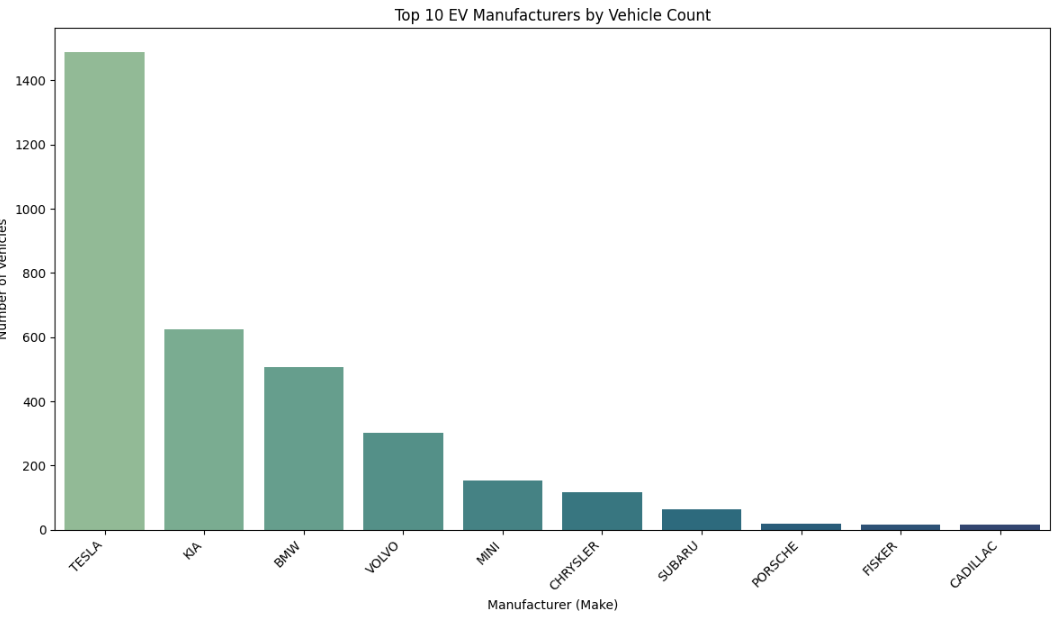 Top 10 EV Manufacturers by Vehicle Count
Number of Vehicles
1400
1200
1000
800
600
400
200
0
TESLA
KIA
BMW
VOLVO
MINI
CHRYSLER
SUBARU
PORSCHE
FISKER
CADILLAC
Manufacturer (Make)